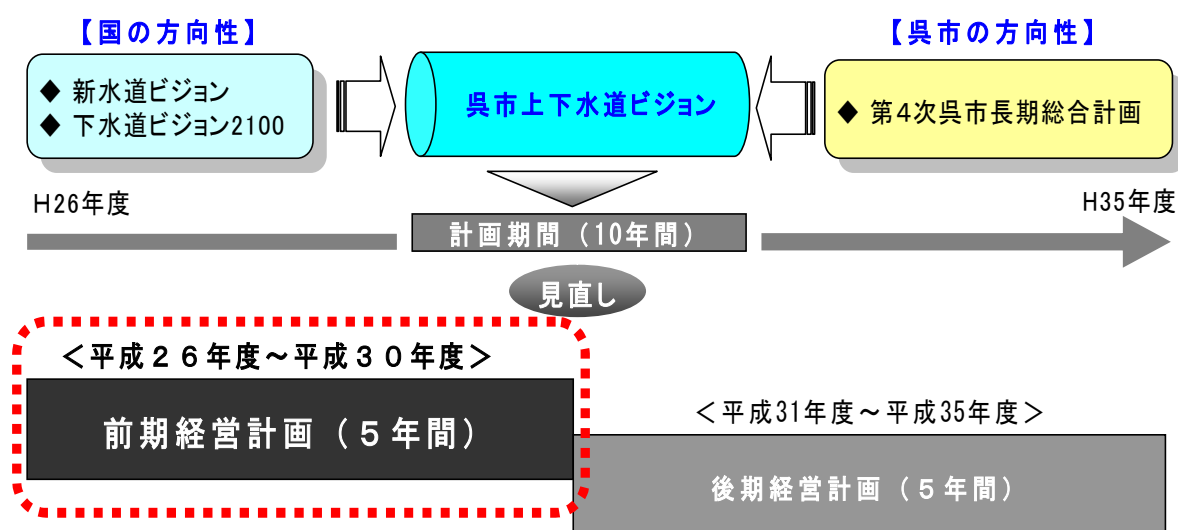 【国の方向性】
【呉市の方向性】
◆ 新水道ビジョン
◆ 下水道ビジョン2100
呉市上下水道ビジョン
◆ 第4次呉市長期総合計画
H26年度
H35年度
計画期間（10年間）
見直し
＜平成２６年度～平成３０年度＞
前期経営計画（５年間）
＜平成31年度～平成35年度＞
後期経営計画（５年間）